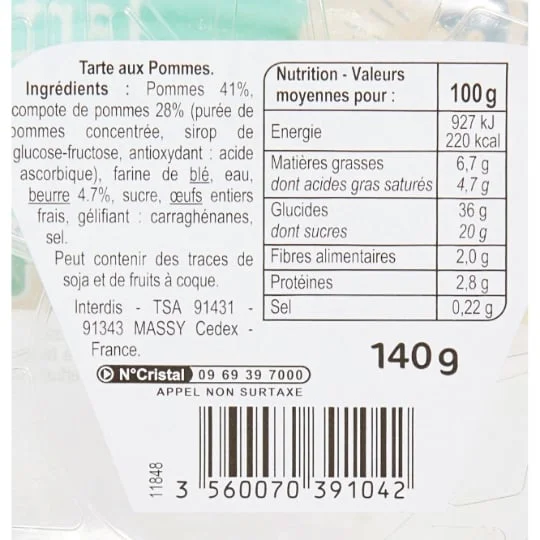 Tarte aux Pommes.
Ingrédients : Pommes 41%,
compote de pommes 28% (purée de
pommes concentrée, sirop de
glucose-fructose, antioxydant : acide
ascorbique), farine de blé, eau,
beurre 4.7%, sucre, œufs entiers
frais, gélifiant : carraghénanes,
sel.
Peut contenir des traces de
soja et de fruits à coque.
Interdis - TSA 91431 -
91343 MASSY Cedex -
France.
N°Cristal 09 69 39 7000
APPEL NON SURTAXE
Nutrition - Valeurs
moyennes pour : 100 g
Energie 927 kJ
220 kcal
Matières grasses 6,7 g
dont acides gras saturés 4,7 g
Glucides 36 g
dont sucres 20 g
Fibres alimentaires 2,0 g
Protéines 2,8 g
Sel 0,22 g
140 g
11848
3 560070 391042